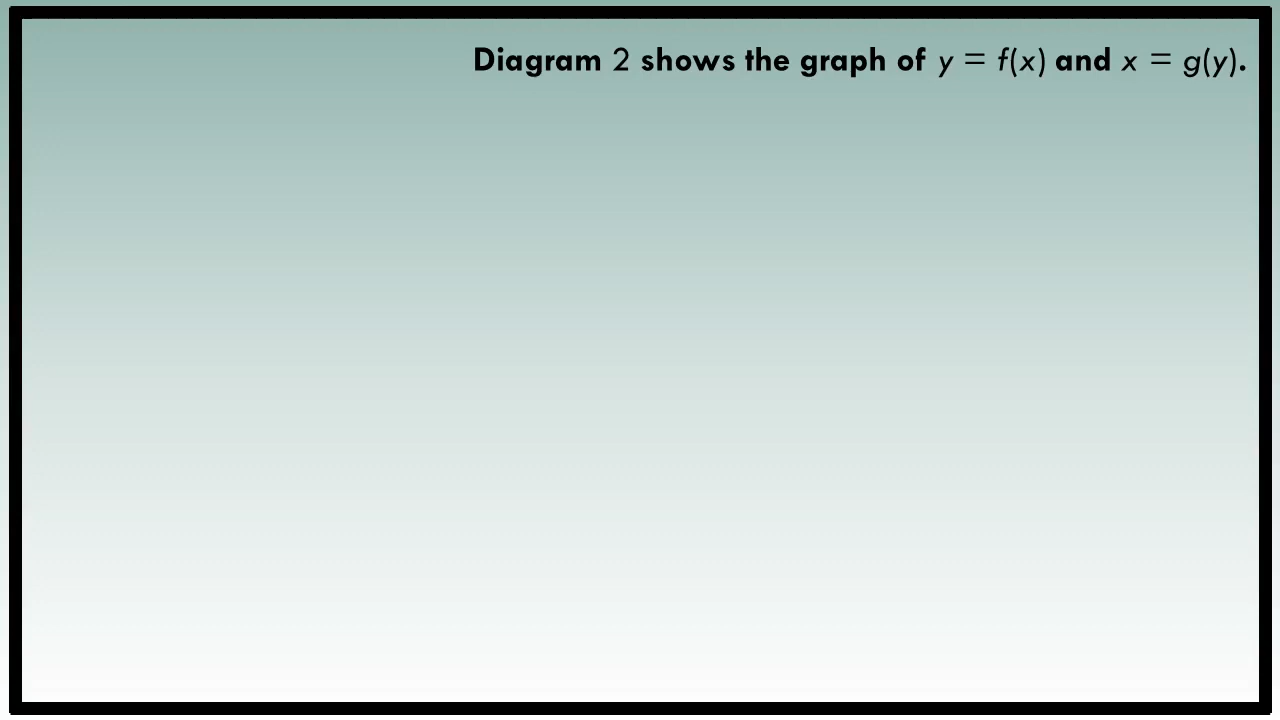 Diagram 2 shows the graph of y = f(x) and x = g(y).